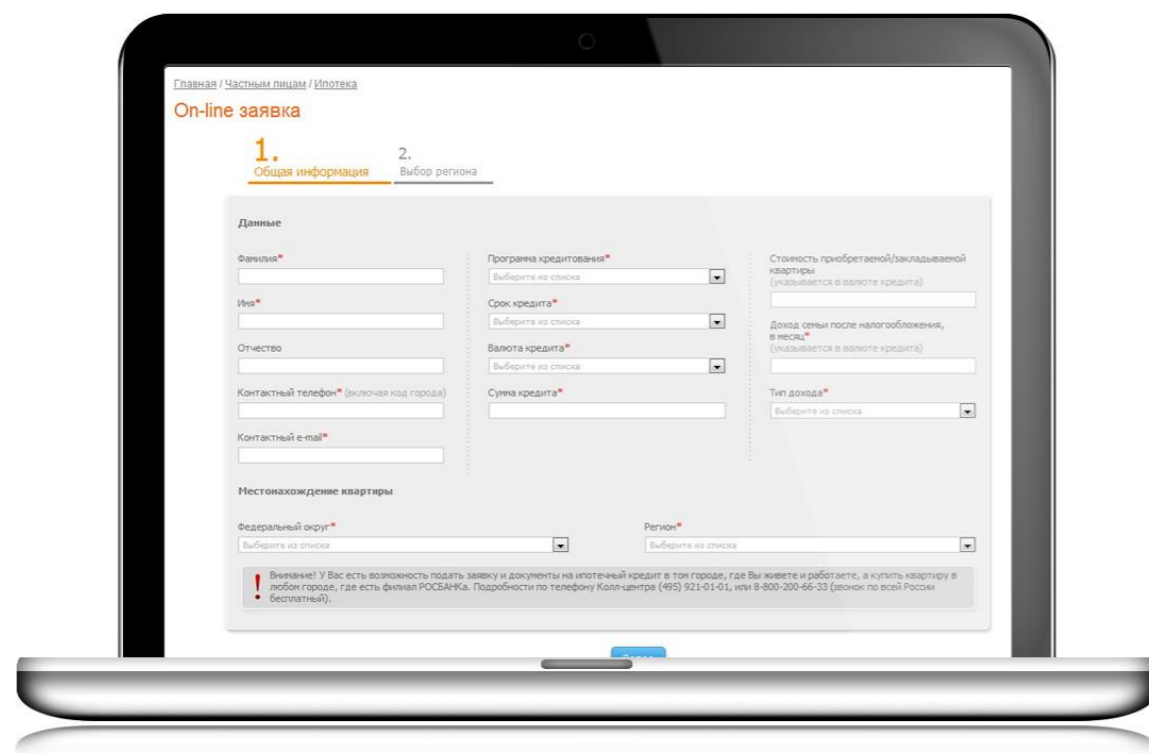 Главная / Частным лицам / Ипотека
On-line заявка
1.
Общая информация
2.
Выбор региона
Данные
Фамилия*
Имя*
Отчество
Контактный телефон* (включая код города)
Контактный e-mail*
Программа кредитования*
Выберите из списка
Срок кредита*
Выберите из списка
Валюта кредита*
Выберите из списка
Сумма кредита*
Стоимость приобретаемой/закладываемой
квартиры
(указывается в валюте кредита)
Доход семьи после налогообложения,
в месяц*
(указывается в валюте кредита)
Тип дохода*
Выберите из списка
Местонахождение квартиры
Федеральный округ*
Выберите из списка
Регион*
Выберите из списка
! Внимание! У Вас есть возможность подать заявку и документы на ипотечный кредит в том городе, где Вы живете и работаете, а купить квартиру в
любом городе, где есть филиал РОСБАНКа. Подробности по телефону Колл-центра (495) 921-01-01, или 8-800-200-66-33 (звонок по всей России
бесплатный).